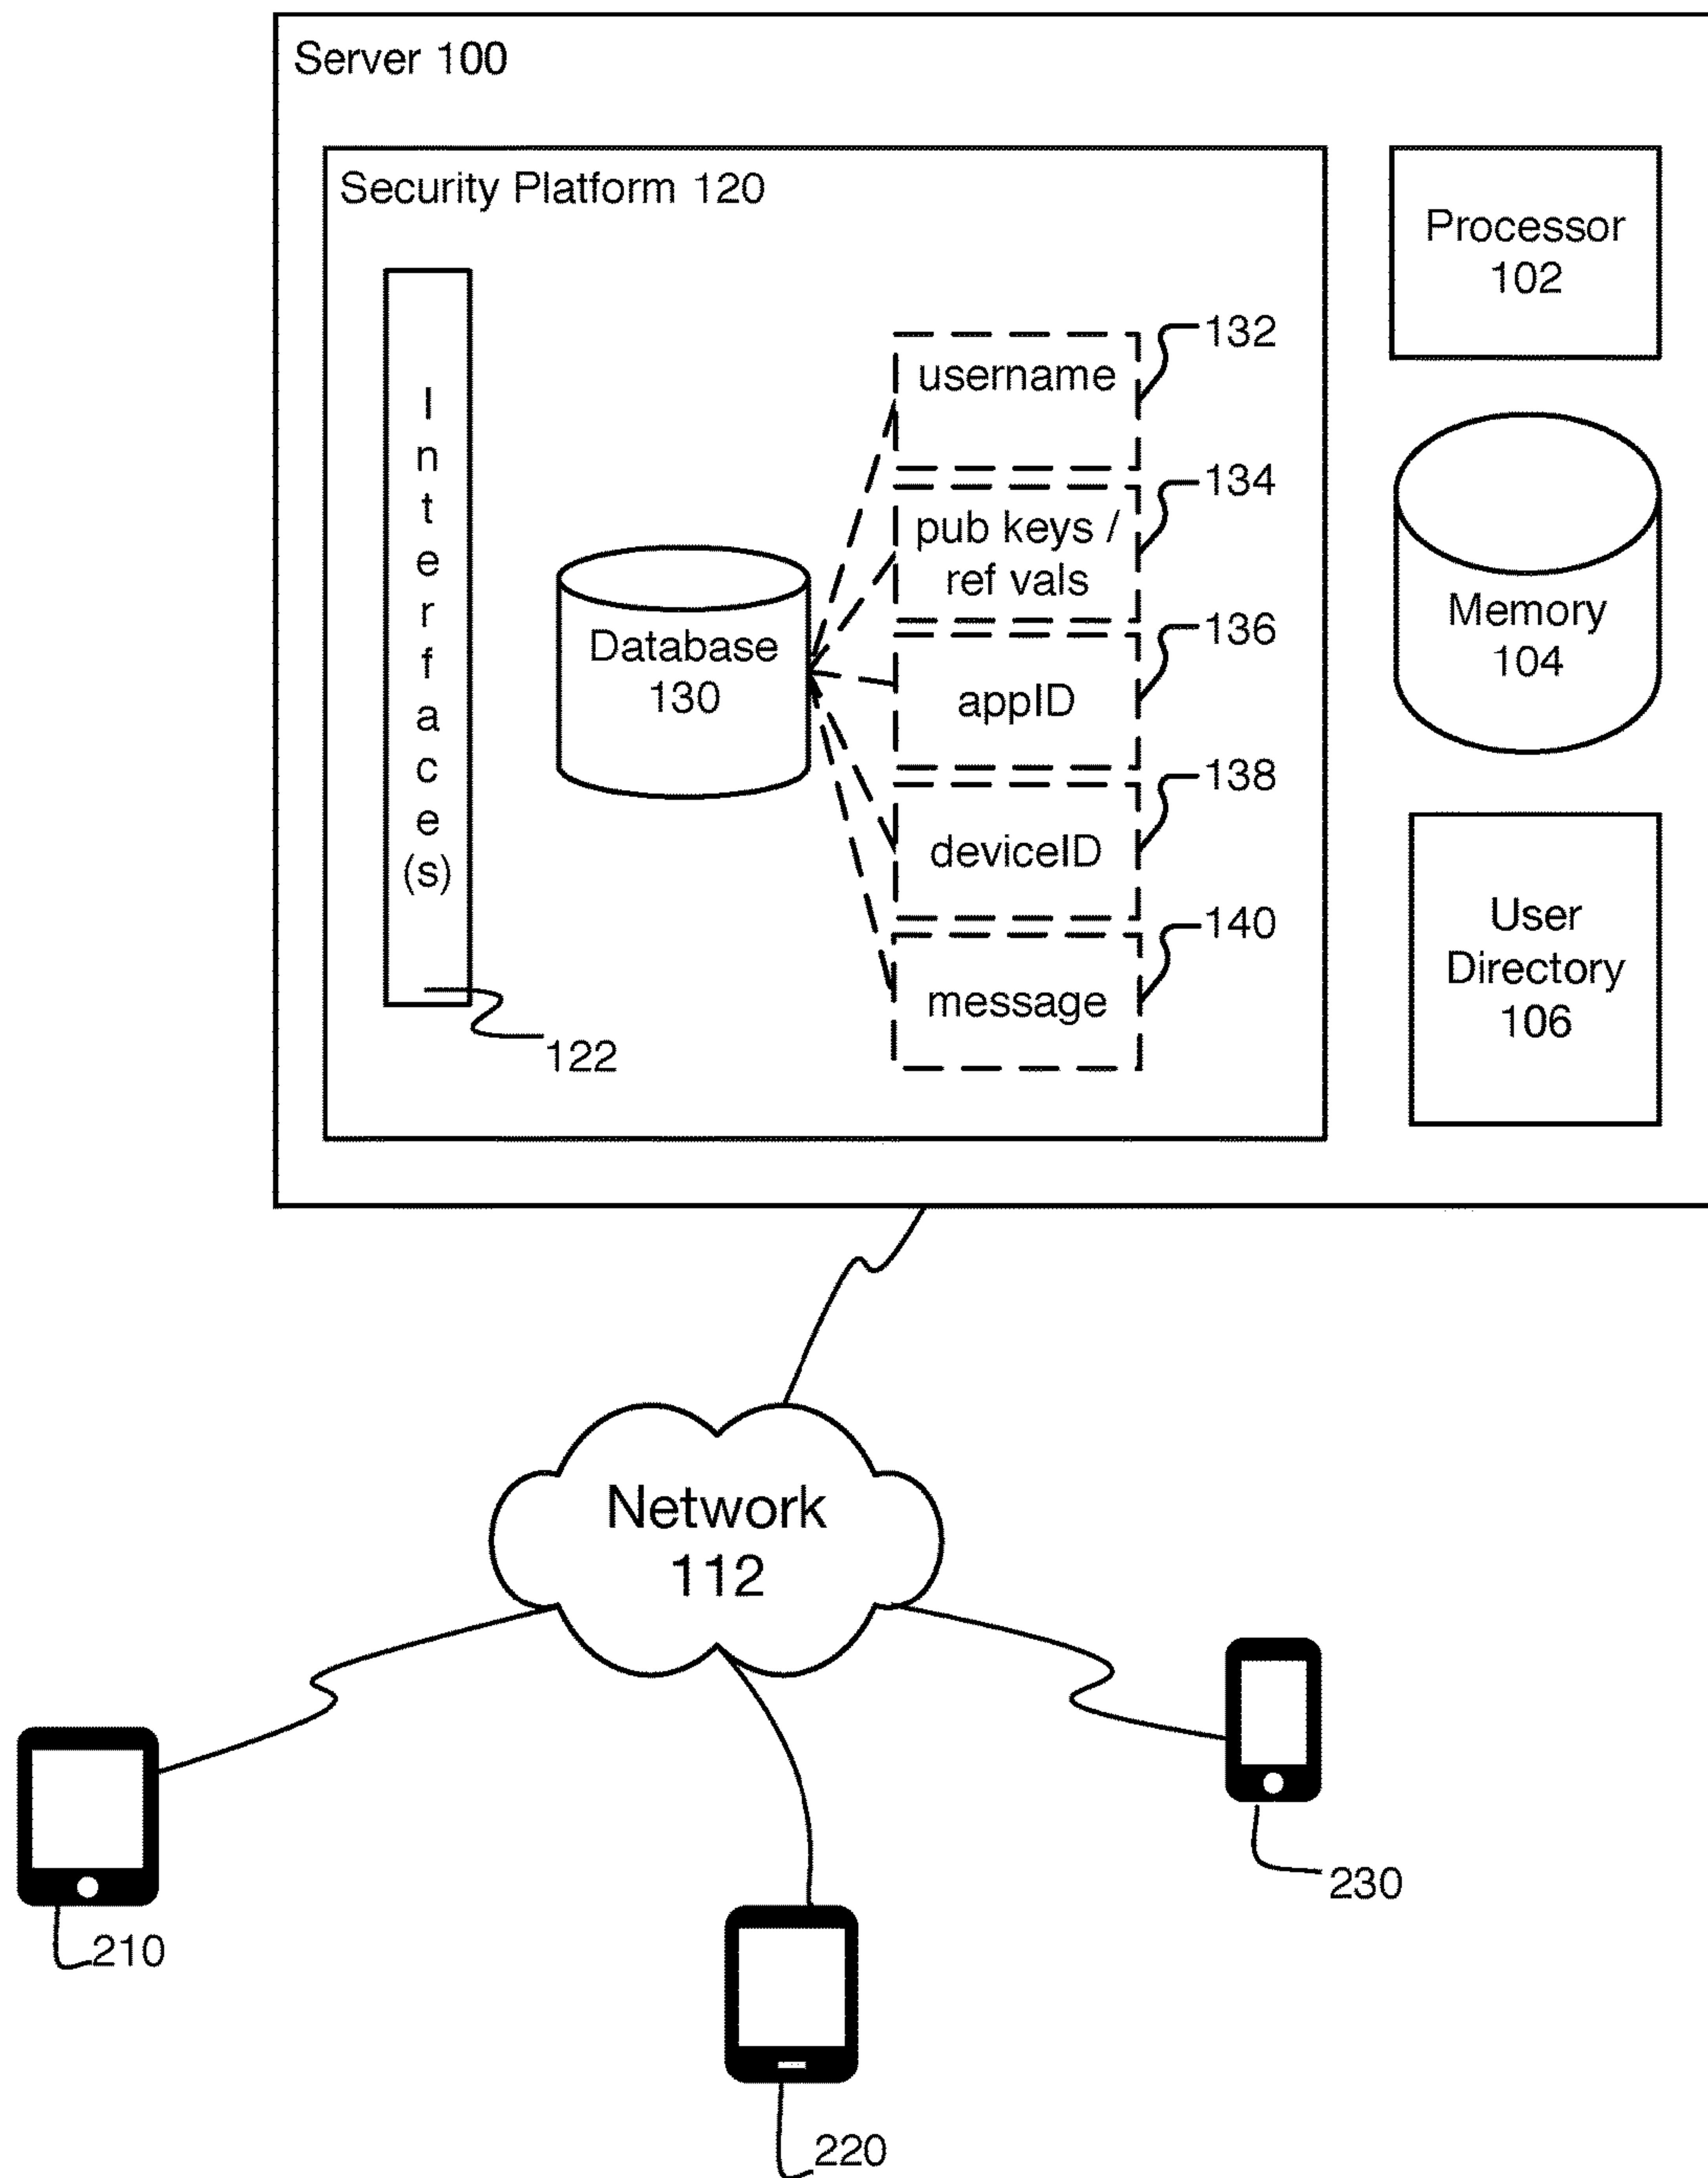 Server 100
Security Platform 120
Interface(s)
122
Database
130
username
132
pub keys /
ref vals
134
appID
136
deviceID
138
message
140
Processor
102
Memory
104
User
Directory
106
Network
112
210
220
230